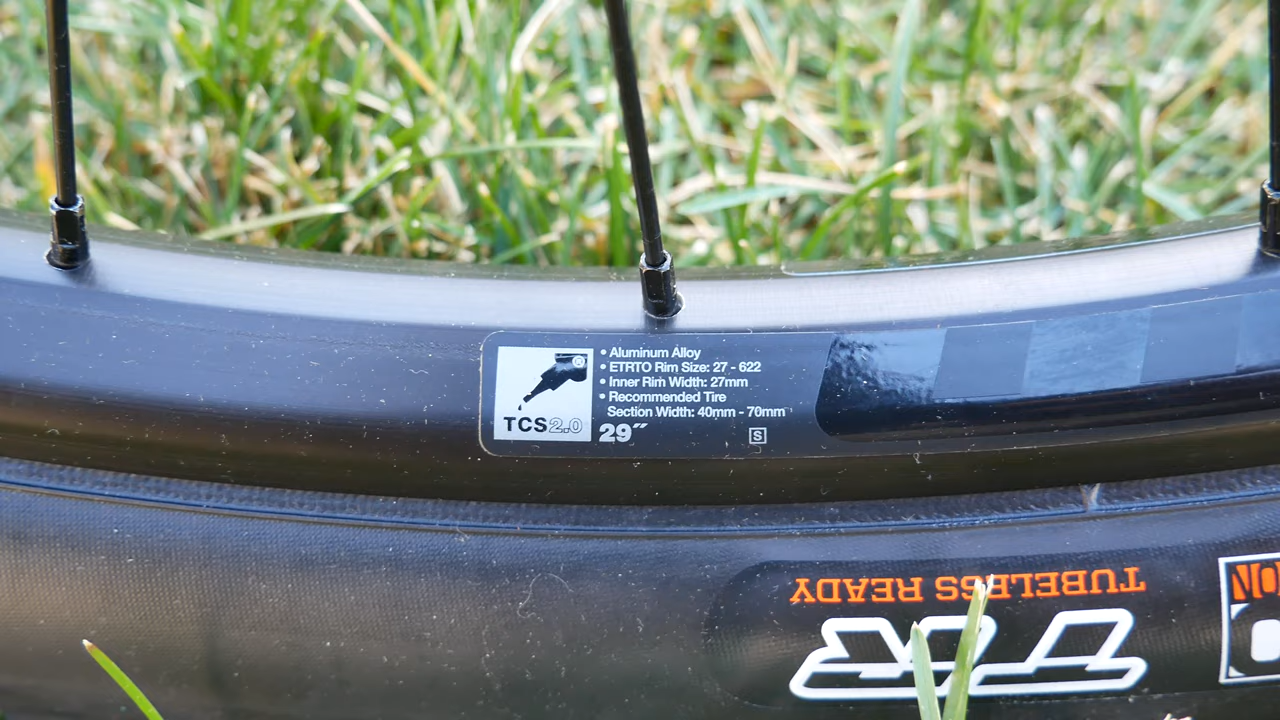 • Aluminum Alloy
• ETRTO Rim Size: 27 - 622
• Inner Rim Width: 27mm
• Recommended Tire
Section Width: 40mm - 70mm
TCS2.0
29″
S
TUBELESS READY
TR